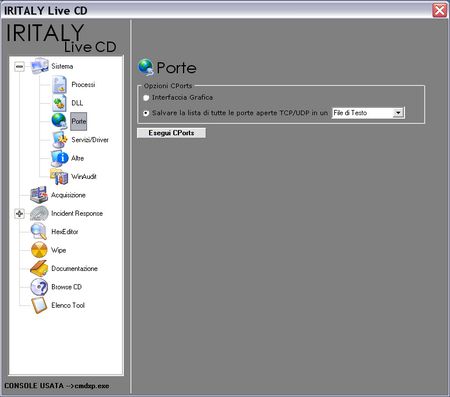 IRITALY Live CD
IRITALY
Live CD
Sistema
Processi
DLL
Porte
Servizi/Driver
Altre
WinAudit
Acquisizione
Incident Response
HexEditor
Wipe
Documentazione
Browse CD
Elenco Tool
Porte
Opzioni CPorts
Interfaccia Grafica
Salvare la lista di tutte le porte aperte TCP/UDP in un File di Testo
Esegui CPorts
CONSOLE USATA -->cmdxp.exe